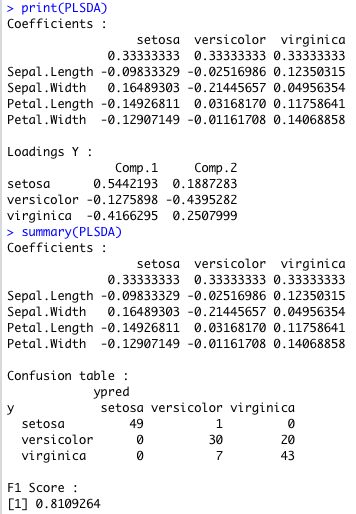 > print(PLSDA)
Coefficients :
setosa versicolor virginica
0.33333333 0.33333333 0.33333333
Sepal.Length -0.09833329 -0.02516986 0.12350315
Sepal.Width 0.16489303 -0.21445657 0.04956354
Petal.Length -0.14926811 0.03168170 0.11758641
Petal.Width -0.12907149 -0.01161708 0.14068858
Loadings Y :
Comp.1 Comp.2
setosa 0.5442193 0.1887283
versicolor -0.1275898 -0.4395282
virginica -0.4166295 0.2507999
> summary(PLSDA)
Coefficients :
setosa versicolor virginica
0.33333333 0.33333333 0.33333333
Sepal.Length -0.09833329 -0.02516986 0.12350315
Sepal.Width 0.16489303 -0.21445657 0.04956354
Petal.Length -0.14926811 0.03168170 0.11758641
Petal.Width -0.12907149 -0.01161708 0.14068858
Confusion table :
ypred
y setosa versicolor virginica
setosa 49 1 0
versicolor 0 30 20
virginica 0 7 43
F1 Score :
[1] 0.8109264